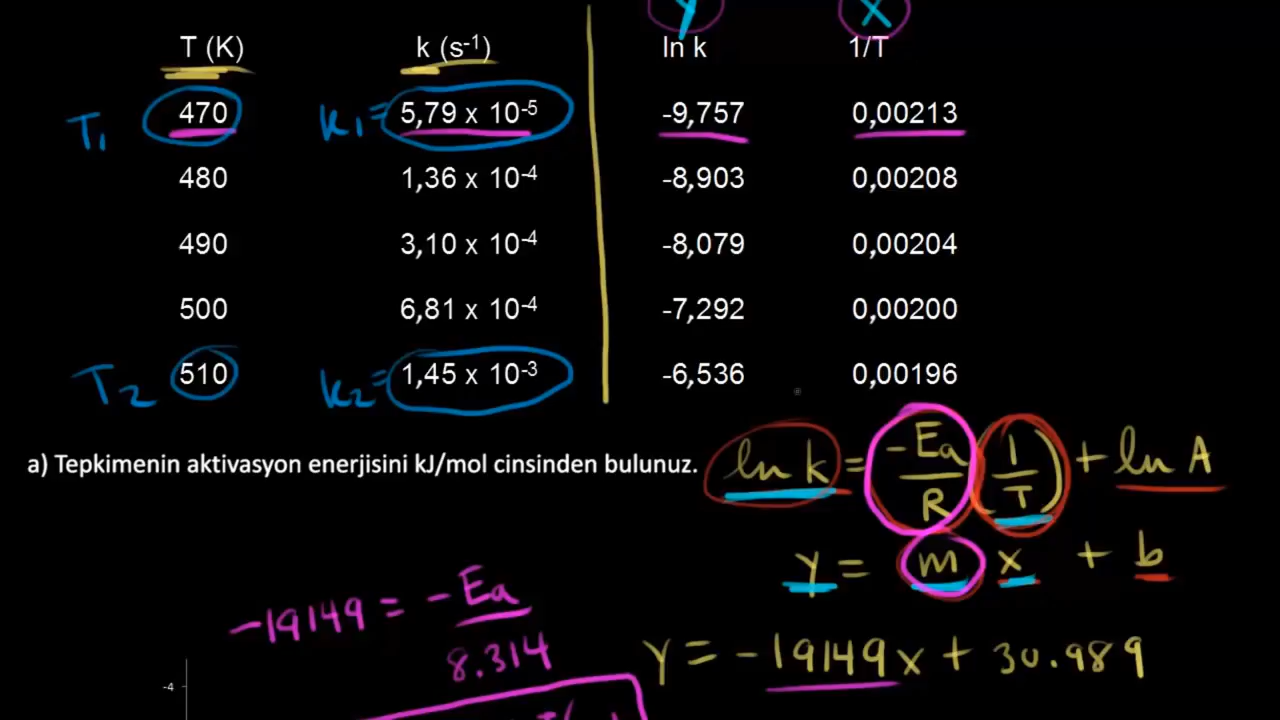 y x
T (K) k (s-1) ln k 1/T
T1 470 k1= 5,79 x 10-5 -9,757 0,00213
480 1,36 x 10-4 -8,903 0,00208
490 3,10 x 10-4 -8,079 0,00204
500 6,81 x 10-4 -7,292 0,00200
T2 510 k2= 1,45 x 10-3 -6,536 0,00196
a) Tepkimenin aktivasyon enerjisini kJ/mol cinsinden bulunuz.
ln k = -Ea/R (1/T) + ln A
y = m x + b
-19149 = -Ea/8.314
y = -19149x + 30.989
-4